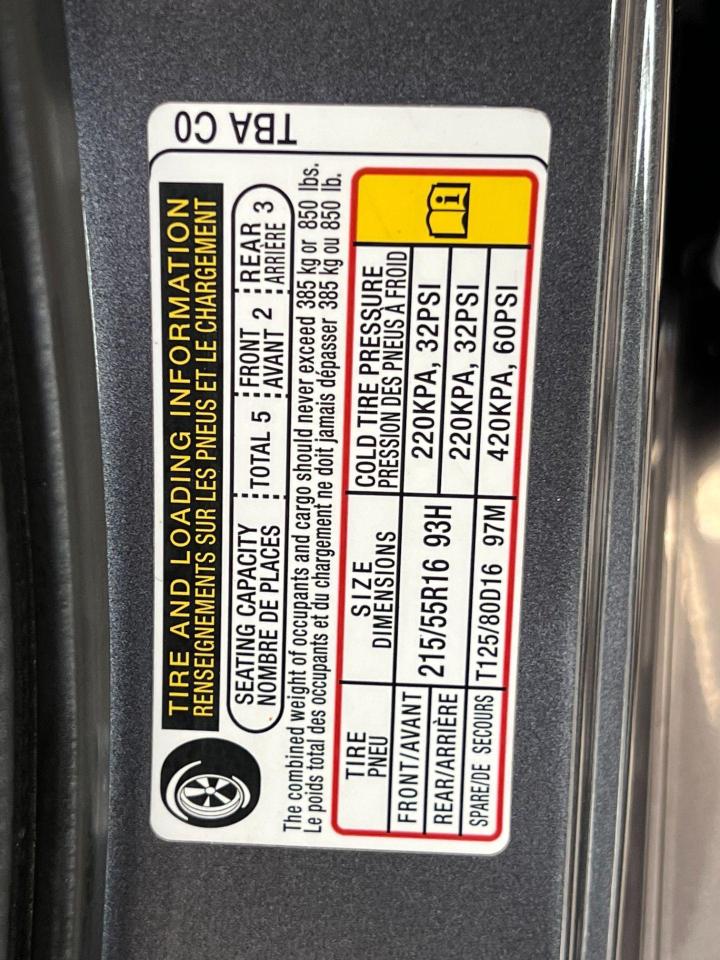 TBA C0
TIRE AND LOADING INFORMATION
RENSEIGNEMENTS SUR LES PNEUS ET LE CHARGEMENT
SEATING CAPACITY
NOMBRE DE PLACES
TOTAL 5
FRONT
AVANT 2
REAR
ARRIÈRE 3
The combined weight of occupants and cargo should never exceed 385 kg or 850 lbs.
Le poids total des occupants et du chargement ne doit jamais dépasser 385 kg ou 850 lb.
TIRE
PNEU
SIZE
DIMENSIONS
COLD TIRE PRESSURE
PRESSION DES PNEUS À FROID
FRONT/AVANT
215/55R16 93H
220KPA, 32PSI
REAR/ARRIÈRE
220KPA, 32PSI
SPARE/DE SECOURS
T125/80D16 97M
420KPA, 60PSI